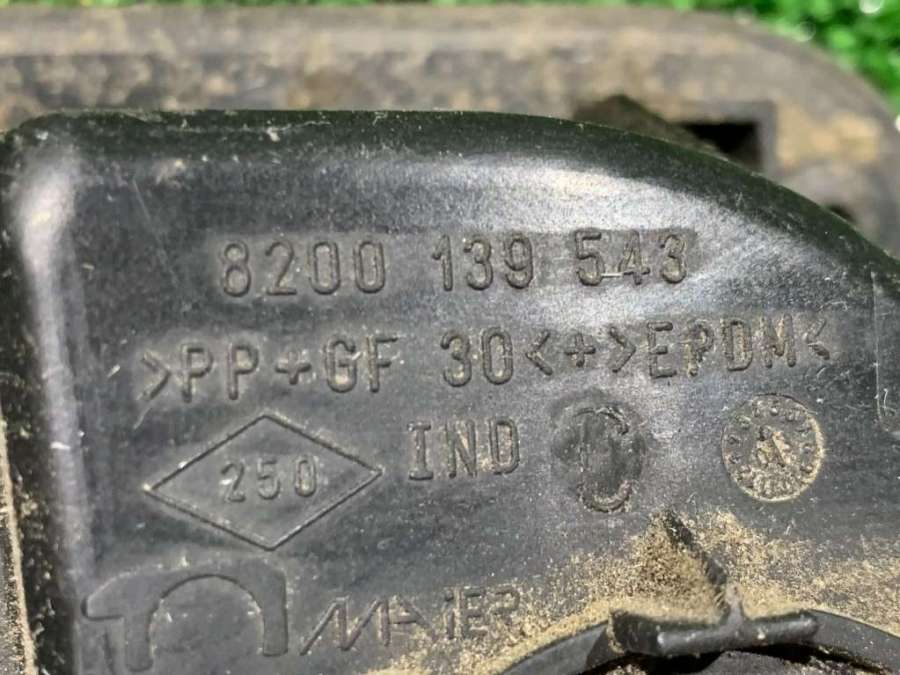 8200 139 543
>PP+GF 30<+>EPDM<
250 IND
MAIER